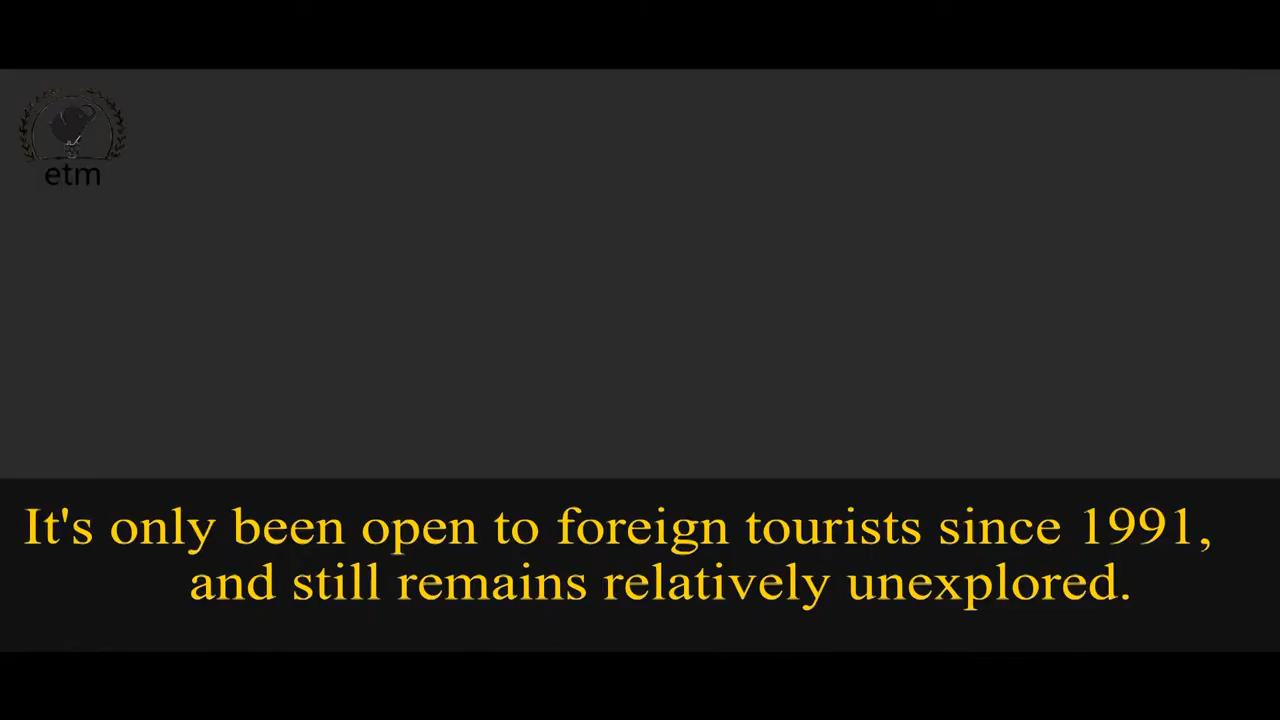 etm
It's only been open to foreign tourists since 1991,
and still remains relatively unexplored.